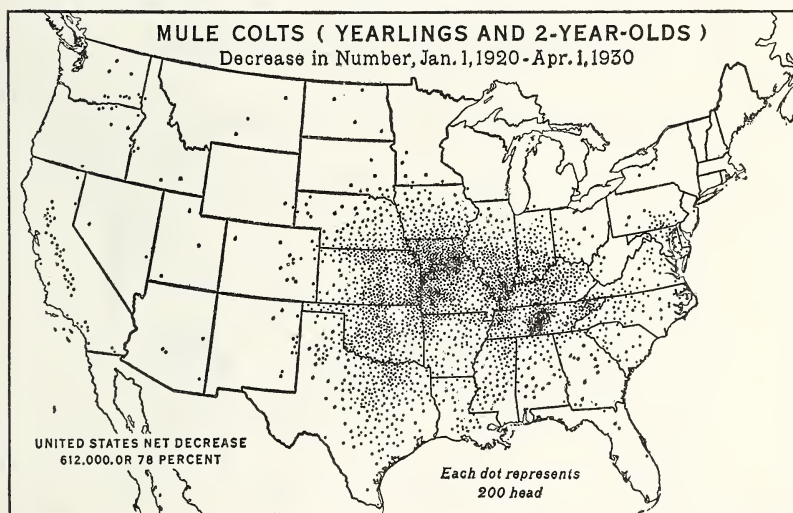 MULE COLTS ( YEARLINGS AND 2-YEAR-OLDS )
Decrease in Number, Jan. 1, 1920 - Apr. 1, 1930
UNITED STATES NET DECREASE
612,000. OR 78 PERCENT
Each dot represents
200 head